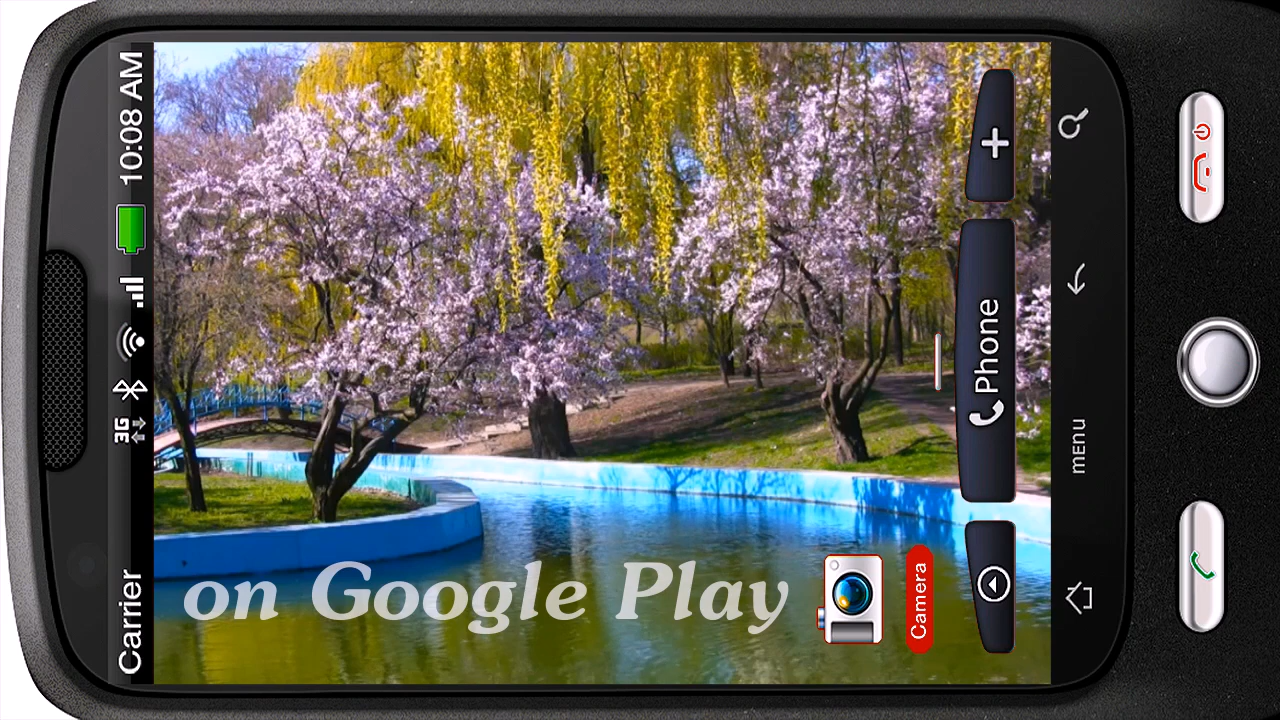 Carrier
3G
10:08 AM
on Google Play
Camera
Phone
MENU